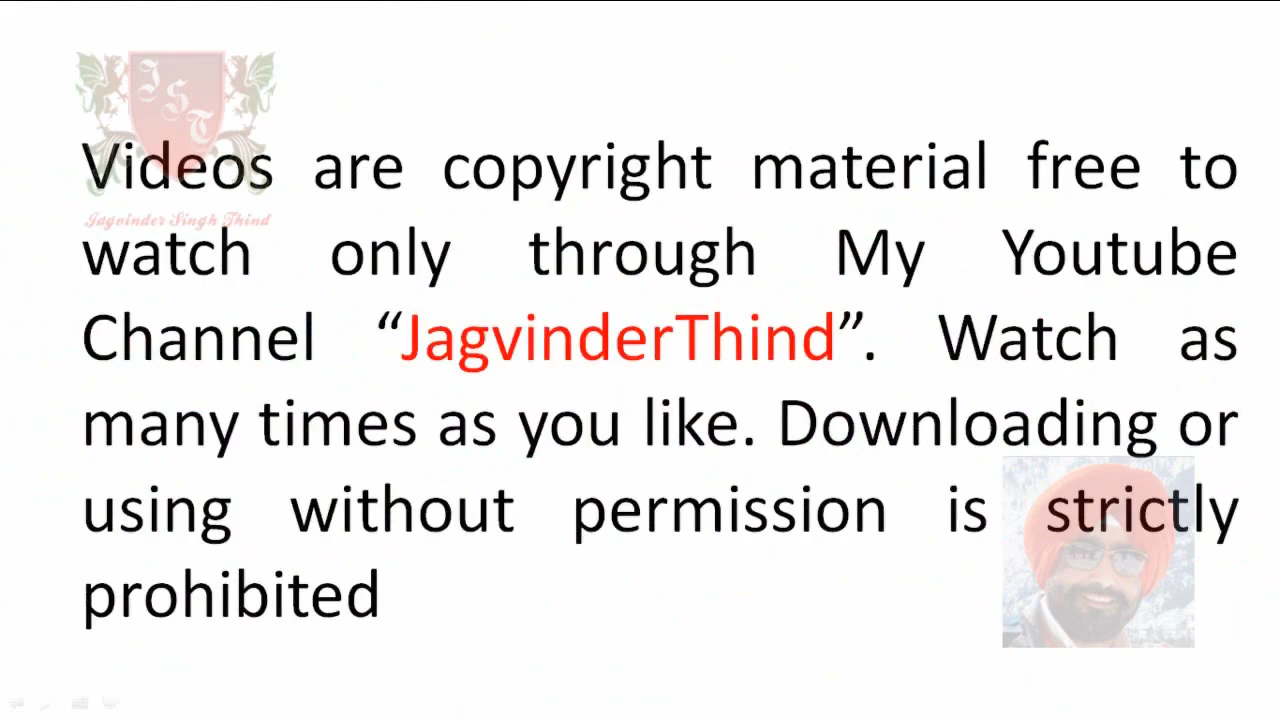 JST
Jagvinder Singh Thind
Videos are copyright material free to
watch only through My Youtube
Channel “JagvinderThind”. Watch as
many times as you like. Downloading or
using without permission is strictly
prohibited